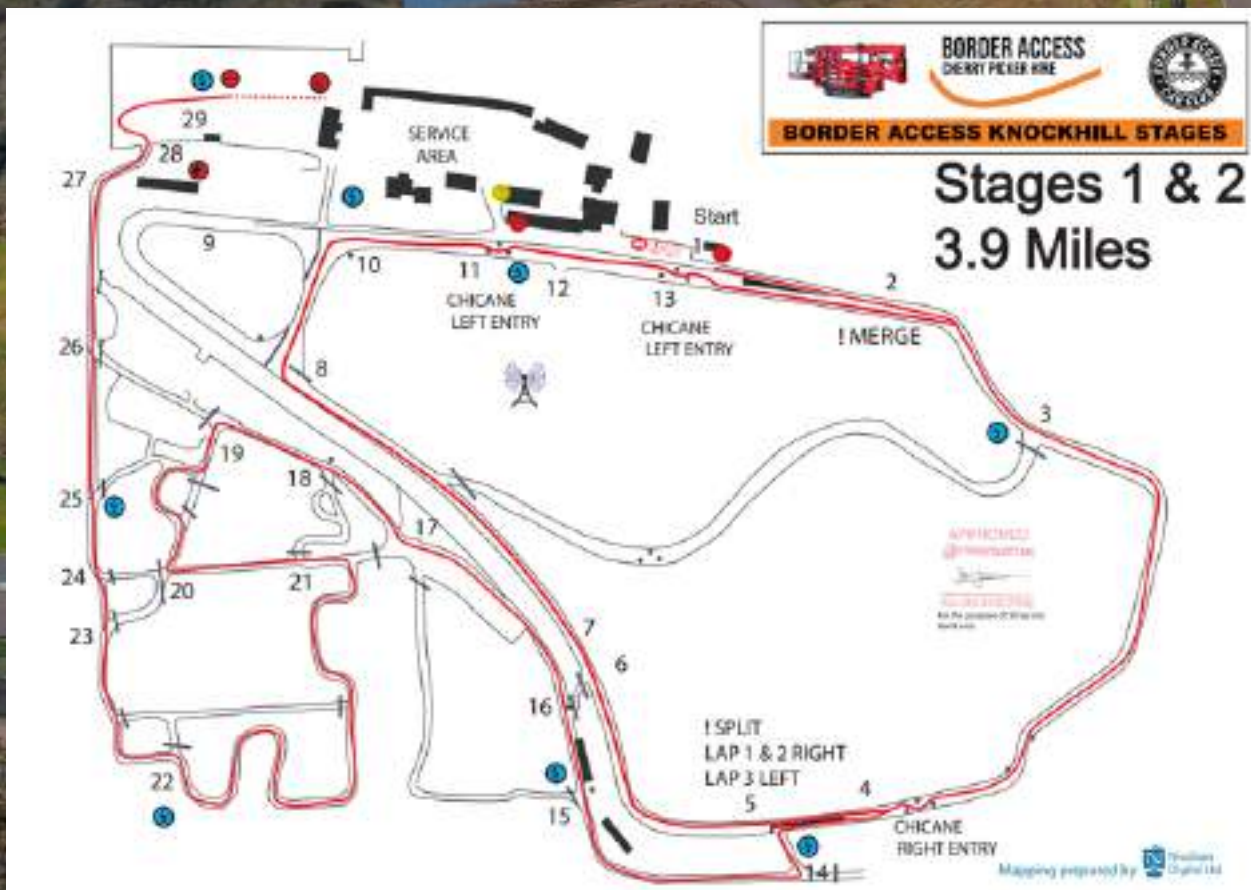 BORDER ACCESS
CHERRY PICKER HIRE
BORDER ACCESS KNOCKHILL STAGES
Stages 1 & 2
3.9 Miles
SERVICE
AREA
Start
1
2
! MERGE
3
4
CHICANE
RIGHT ENTRY
5
! SPLIT
LAP 1 & 2 RIGHT
LAP 3 LEFT
6
7
8
9
10
11
CHICANE
LEFT ENTRY
12
13
CHICANE
LEFT ENTRY
14
15
16
17
18
19
20
21
22
23
24
25
26
27
28
29
Mapping prepared by